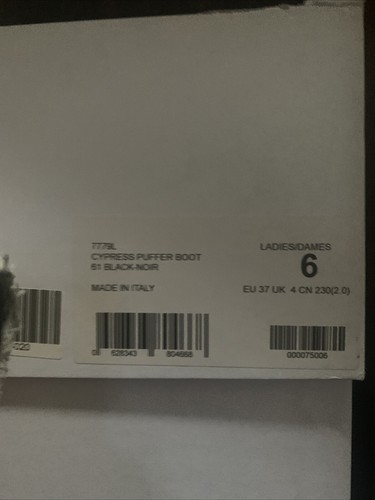 7779L
CYPRESS PUFFER BOOT
61 BLACK-NOIR
MADE IN ITALY
LADIES/DAMES
6
EU 37 UK 4 CN 230(2.0)
628343 804668
000075006
020